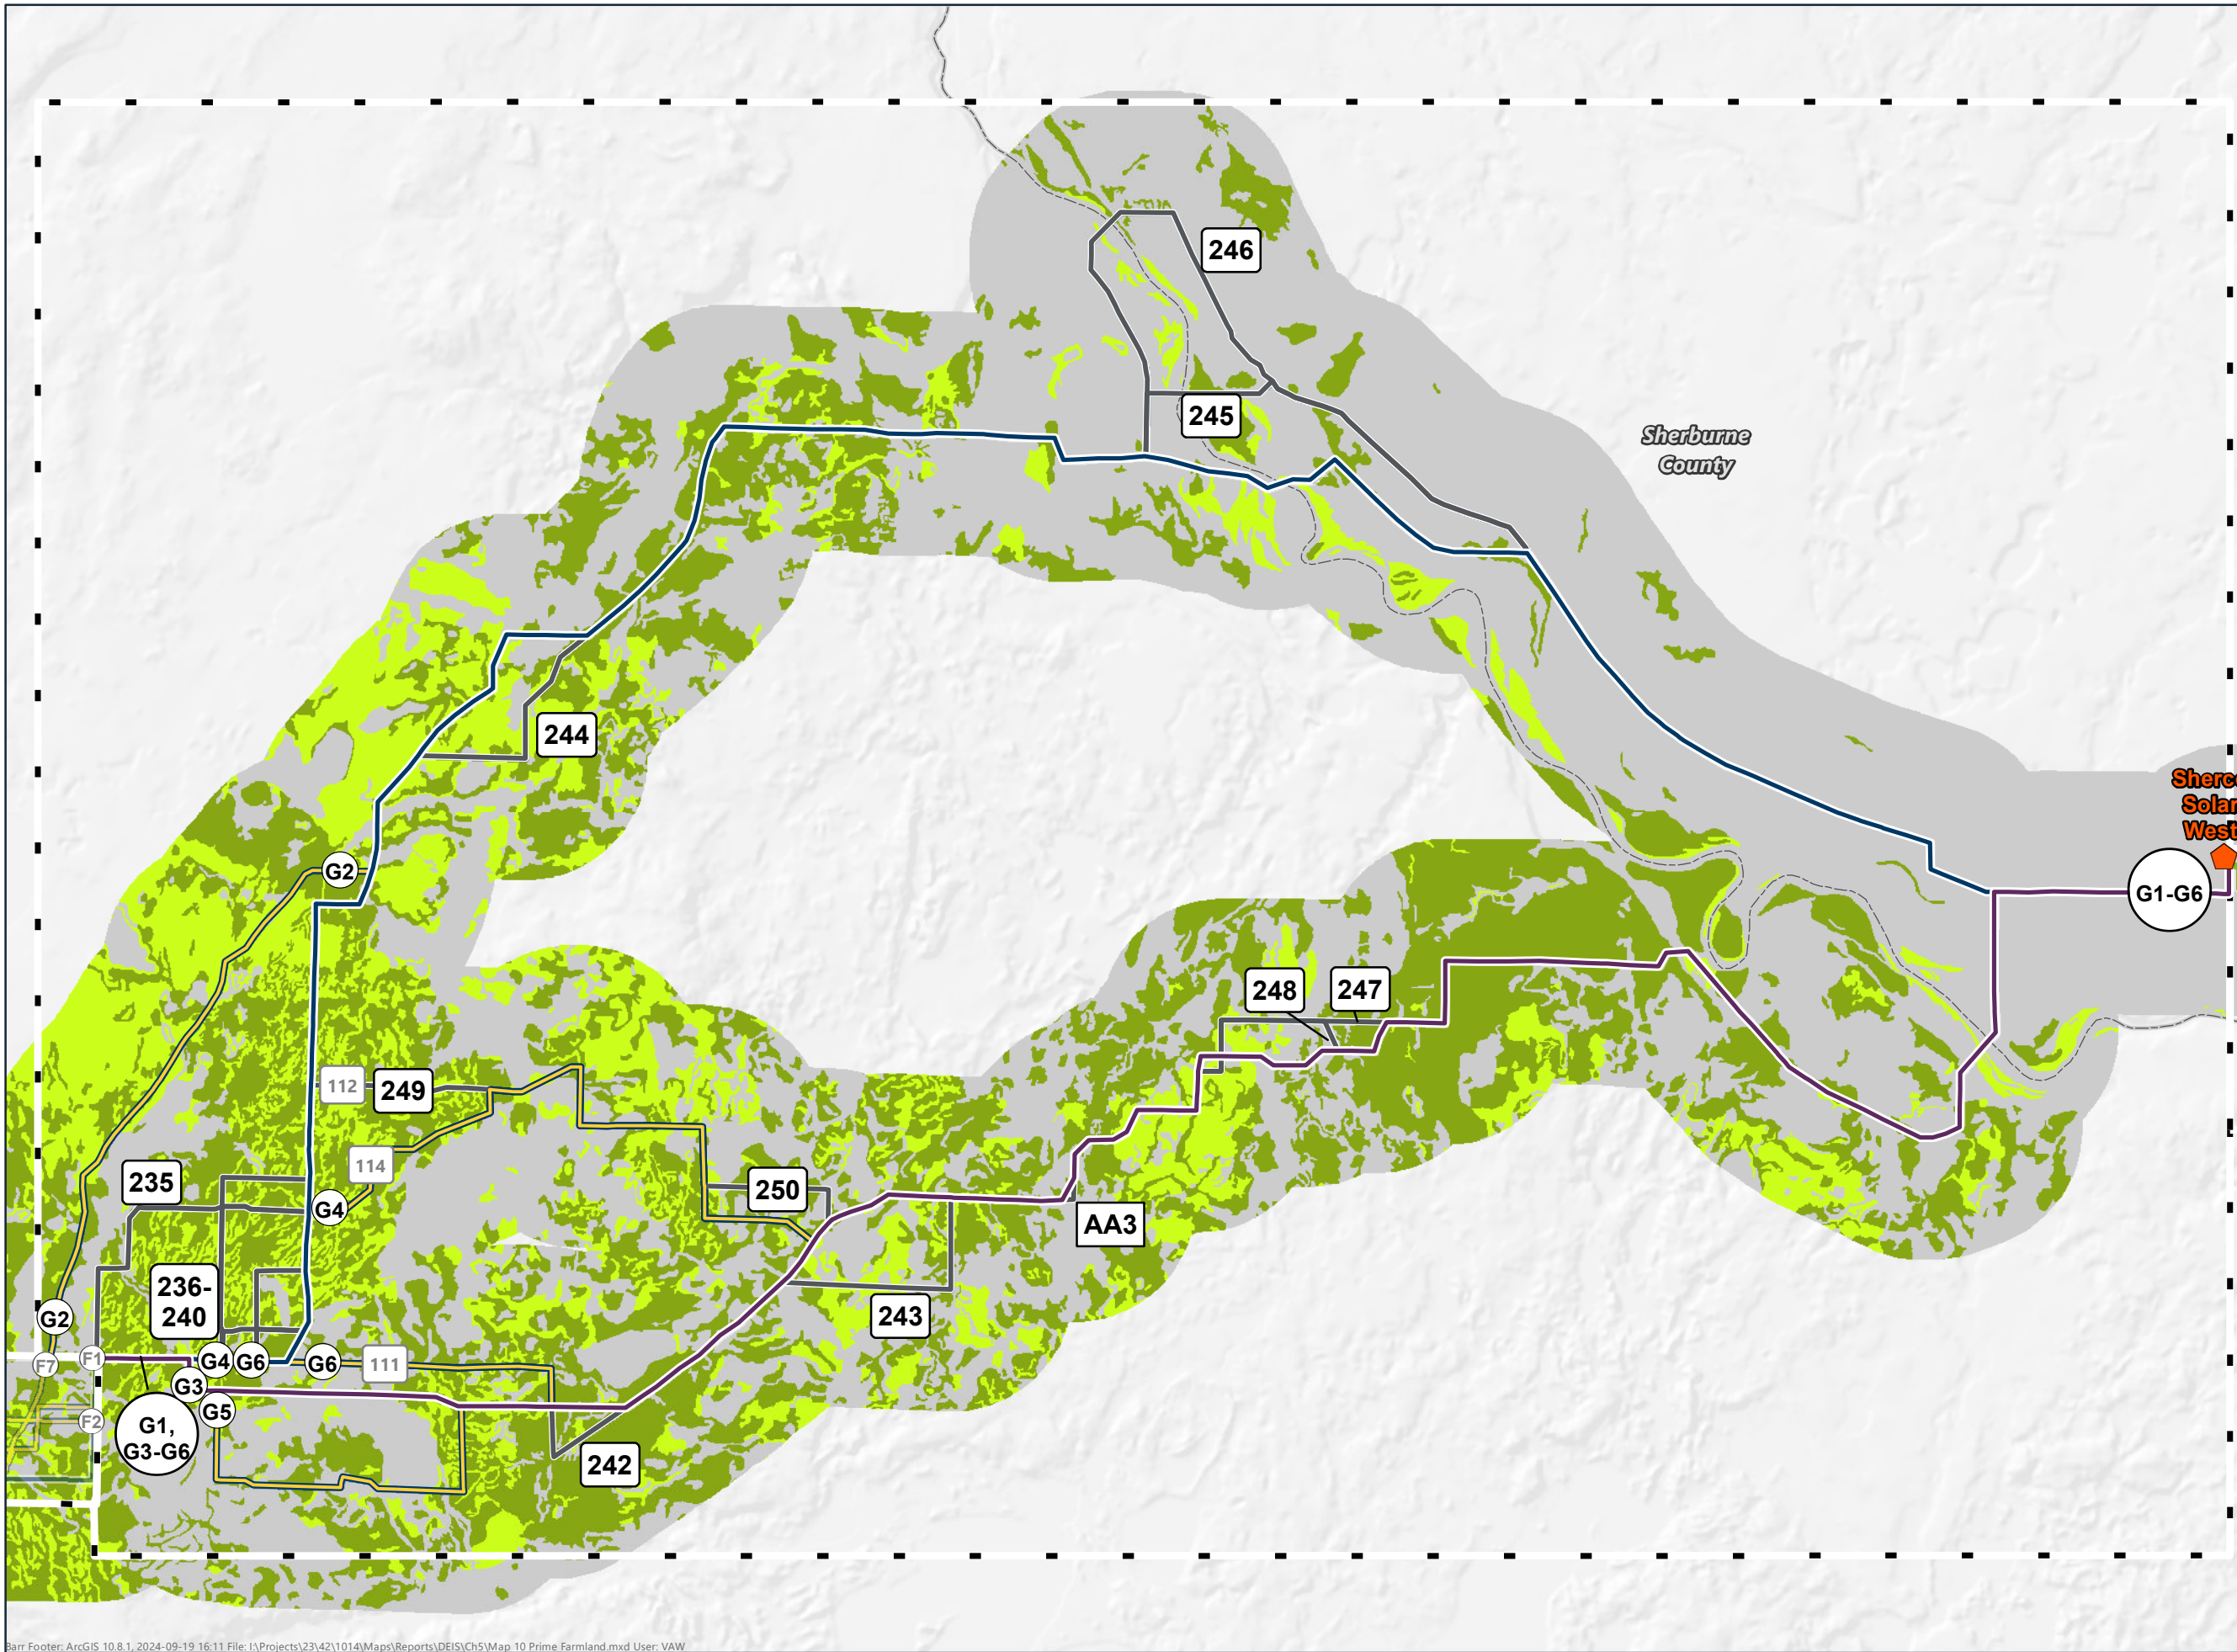 246
245
Sherburne
County
244
Solar
West
G2
G1-G6
248
247
112
249
114
235
250
G4
AA3
236-
240
243
G2
F7
F1
G4
G6
G6
111
G3
G5
F2
G1,
G3-G6
242
Barr Footer: ArcGIS 10.8.1, 2024-09-19 16:11 File: I:\Projects\23\42\1014\Maps\Reports\DEIS\Ch5\Map 10 Prime Farmland.mxd User: VAW